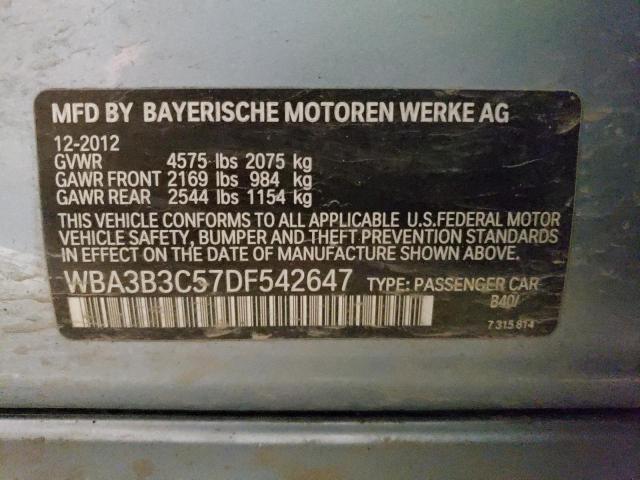 MFD BY BAYERISCHE MOTOREN WERKE AG
12-2012
GVWR 4575 lbs 2075 kg
GAWR FRONT 2169 lbs 984 kg
GAWR REAR 2544 lbs 1154 kg
THIS VEHICLE CONFORMS TO ALL APPLICABLE U.S.FEDERAL MOTOR
VEHICLE SAFETY, BUMPER, AND THEFT PREVENTION STANDARDS
IN EFFECT ON THE DATE OF MANUFACTURE SHOWN ABOVE.
WBA3B3C57DF542647 TYPE: PASSENGER CAR
B40/
7 315 814